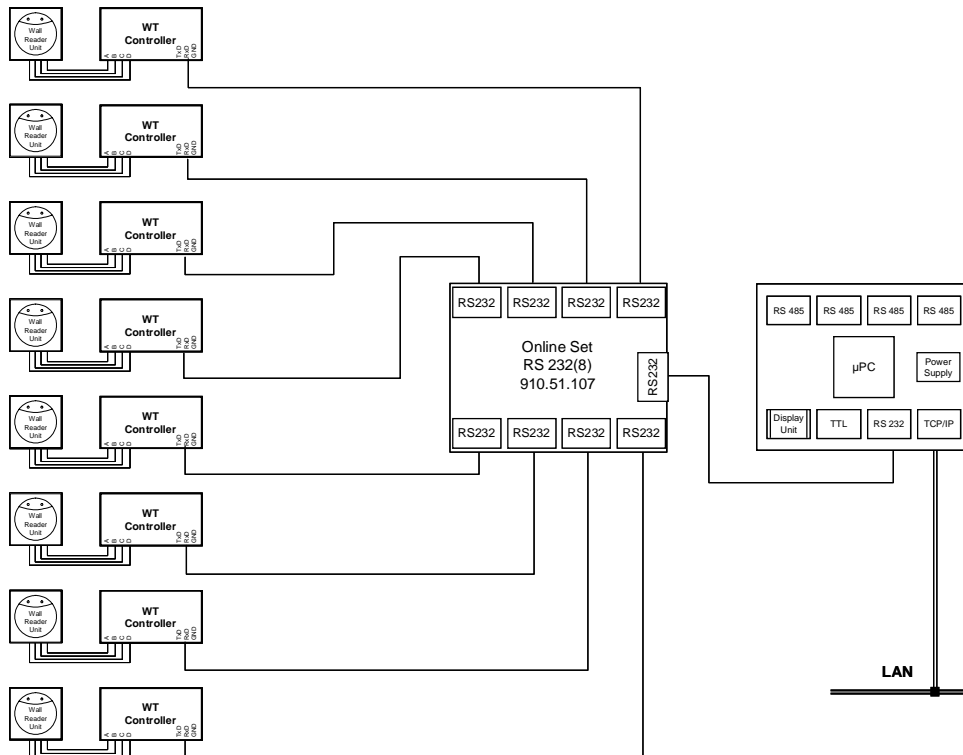 Wall
Reader
Unit
WT
Controller
A B C D
TxD
RxD
GND
Wall
Reader
Unit
WT
Controller
A B C D
TxD
RxD
GND
Wall
Reader
Unit
WT
Controller
A B C D
TxD
RxD
GND
Wall
Reader
Unit
WT
Controller
A B C D
TxD
RxD
GND
Wall
Reader
Unit
WT
Controller
A B C D
TxD
RxD
GND
Wall
Reader
Unit
WT
Controller
A B C D
TxD
RxD
GND
Wall
Reader
Unit
WT
Controller
A B C D
TxD
RxD
GND
Wall
Reader
Unit
WT
Controller
A B C D
TxD
RxD
GND
RS232 RS232 RS232 RS232
Online Set
RS 232(8)
910.51.107
RS232
RS232 RS232 RS232 RS232
RS 485 RS 485 RS 485 RS 485
µPC
Power
Supply
Display
Unit
TTL
RS 232
TCP/IP
LAN